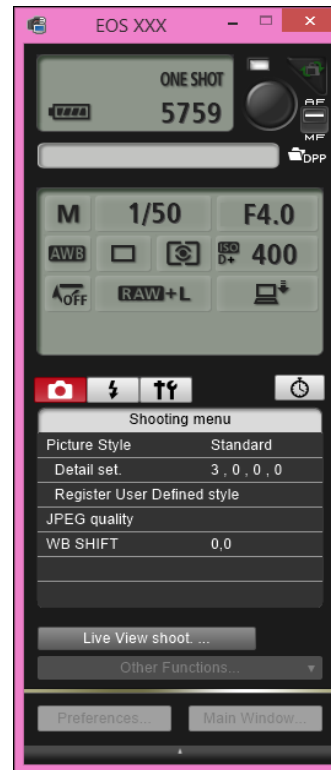 EOS XXX
ONE SHOT
5759
AF
MF
DPP
M 1/50 F4.0
AWB ISO D+ 400
OFF RAW+L
Shooting menu
Picture Style Standard
Detail set. 3 , 0 , 0 , 0
Register User Defined style
JPEG quality
WB SHIFT 0,0
Live View shoot. ...
Other Functions...
Preferences... Main Window...